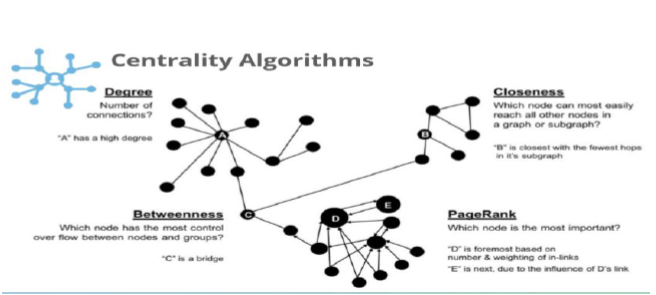 Centrality Algorithms
Degree
Number of
connections?
"A" has a high degree
A
Closeness
Which node can most easily
reach all other nodes in
a graph or subgraph?
"B" is closest with the fewest hops
in it's subgraph
B
Betweenness
Which node has the most control
over flow between nodes and groups?
"C" is a bridge
C
D
E
PageRank
Which node is the most important?
"D" is foremost based on
number & weighting of in-links
"E" is next, due to the influence of D's link